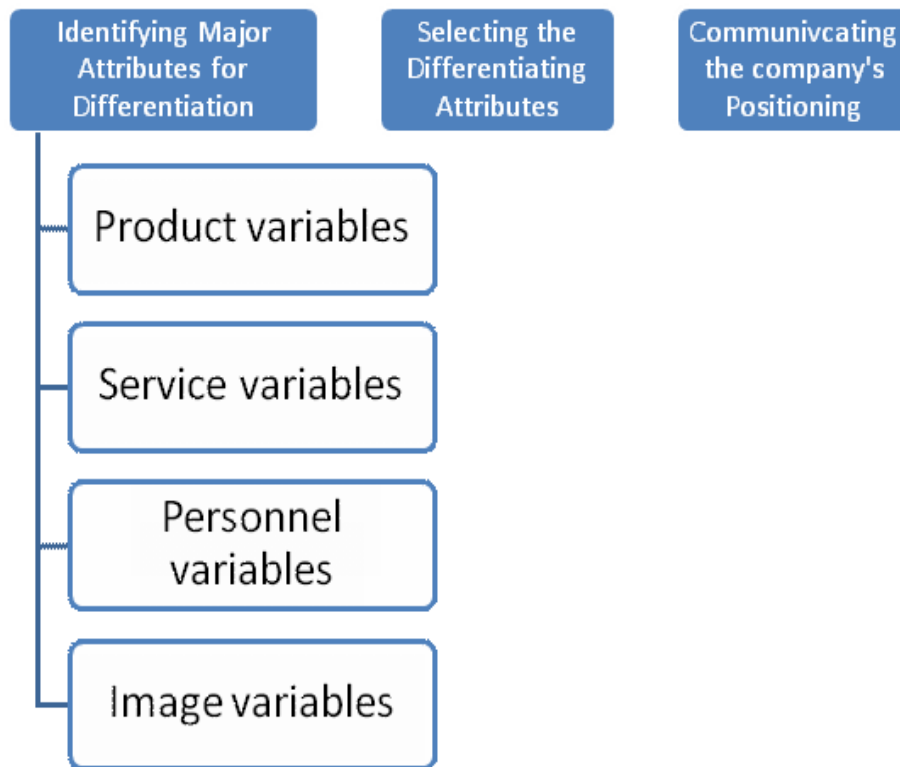 Identifying Major
Attributes for
Differentiation
Selecting the
Differentiating
Attributes
Communivcating
the company's
Positioning
Product variables
Service variables
Personnel
variables
Image variables